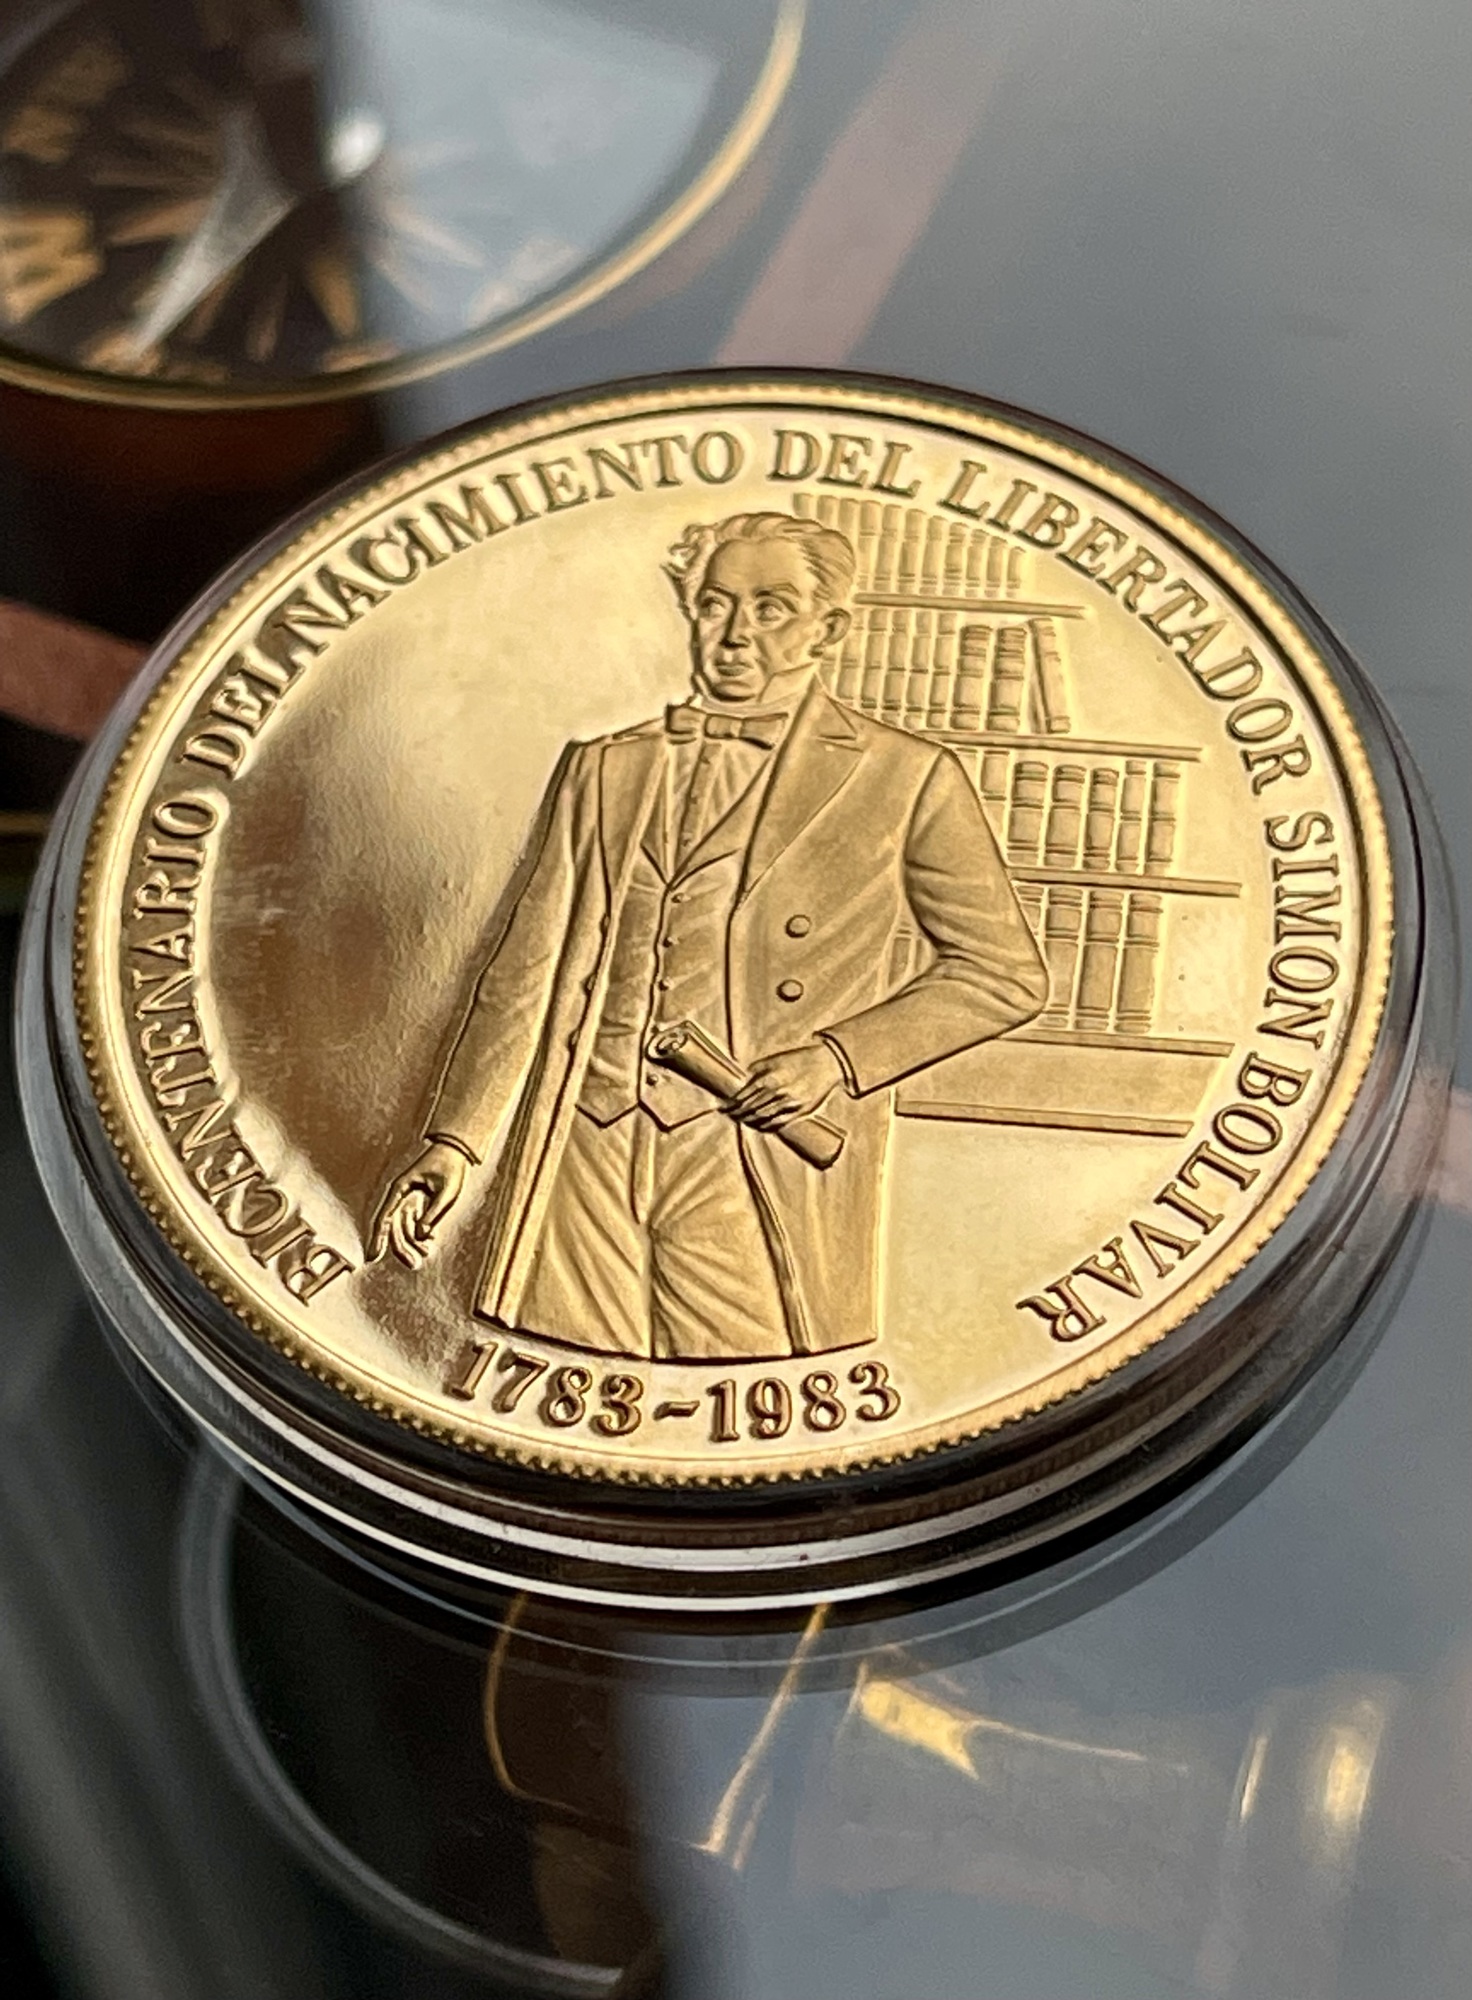 BICENTENARIO DEL NACIMIENTO DEL LIBERTADOR SIMON BOLIVAR
1783-1983